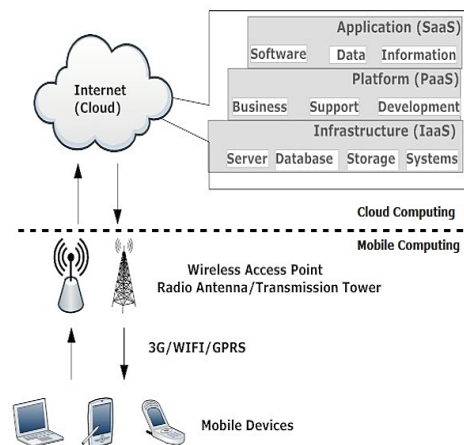 Application (SaaS)
Software Data Information
Platform (PaaS)
Business Support Development
Infrastructure (IaaS)
Server Database Storage Systems
Internet
(Cloud)
Cloud Computing
Mobile Computing
Wireless Access Point
Radio Antenna/Transmission Tower
3G/WIFI/GPRS
Mobile Devices